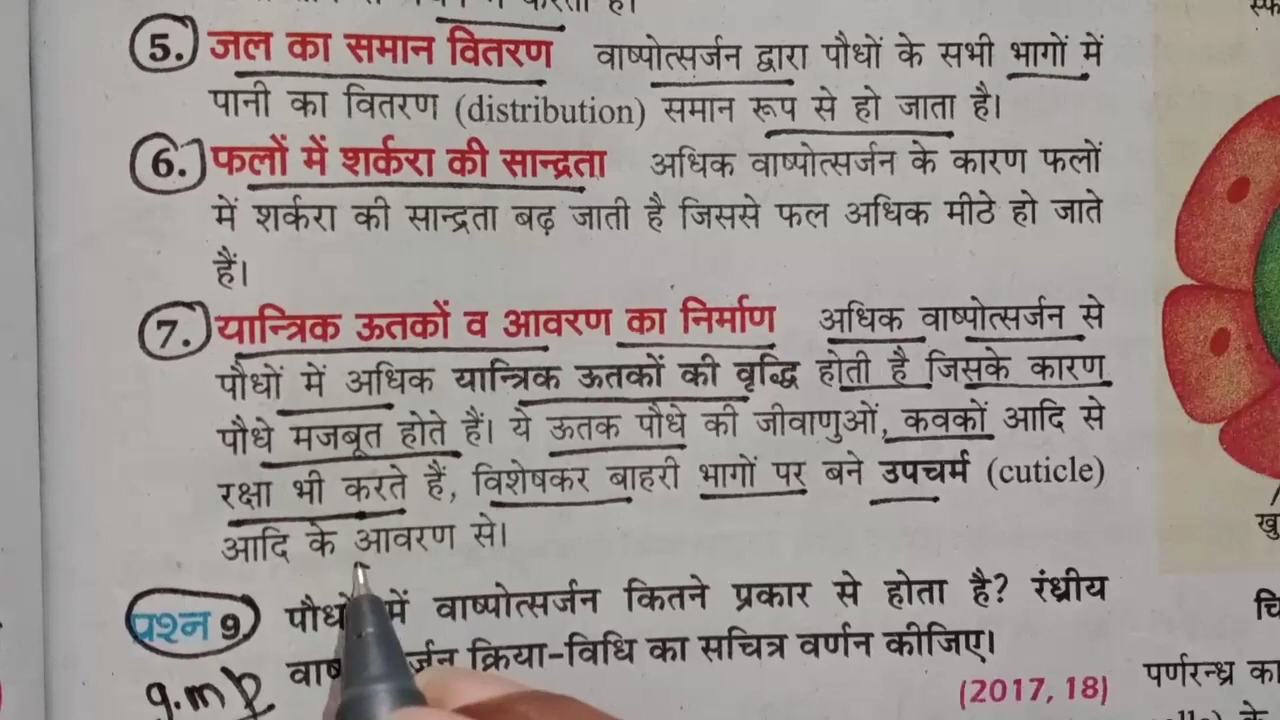 करता है।
5. जल का समान वितरण वाष्पोत्सर्जन द्वारा पौधों के सभी भागों में
पानी का वितरण (distribution) समान रूप से हो जाता है।
6. फलों में शर्करा की सान्द्रता अधिक वाष्पोत्सर्जन के कारण फलों
में शर्करा की सान्द्रता बढ़ जाती है जिससे फल अधिक मीठे हो जाते
हैं।
7. यान्त्रिक ऊतकों व आवरण का निर्माण अधिक वाष्पोत्सर्जन से
पौधों में अधिक यान्त्रिक ऊतकों की वृद्धि होती है जिसके कारण
पौधे मजबूत होते हैं। ये ऊतक पौधे की जीवाणुओं, कवकों आदि से
रक्षा भी करते हैं, विशेषकर बाहरी भागों पर बने उपचर्म (cuticle)
आदि के आवरण से।
प्रश्न 9 पौधों में वाष्पोत्सर्जन कितने प्रकार से होता है? रंध्रीय
क्रिया-विधि का सचित्र वर्णन कीजिए।
(2017, 18)
g.mp
पर्णरन्ध्र